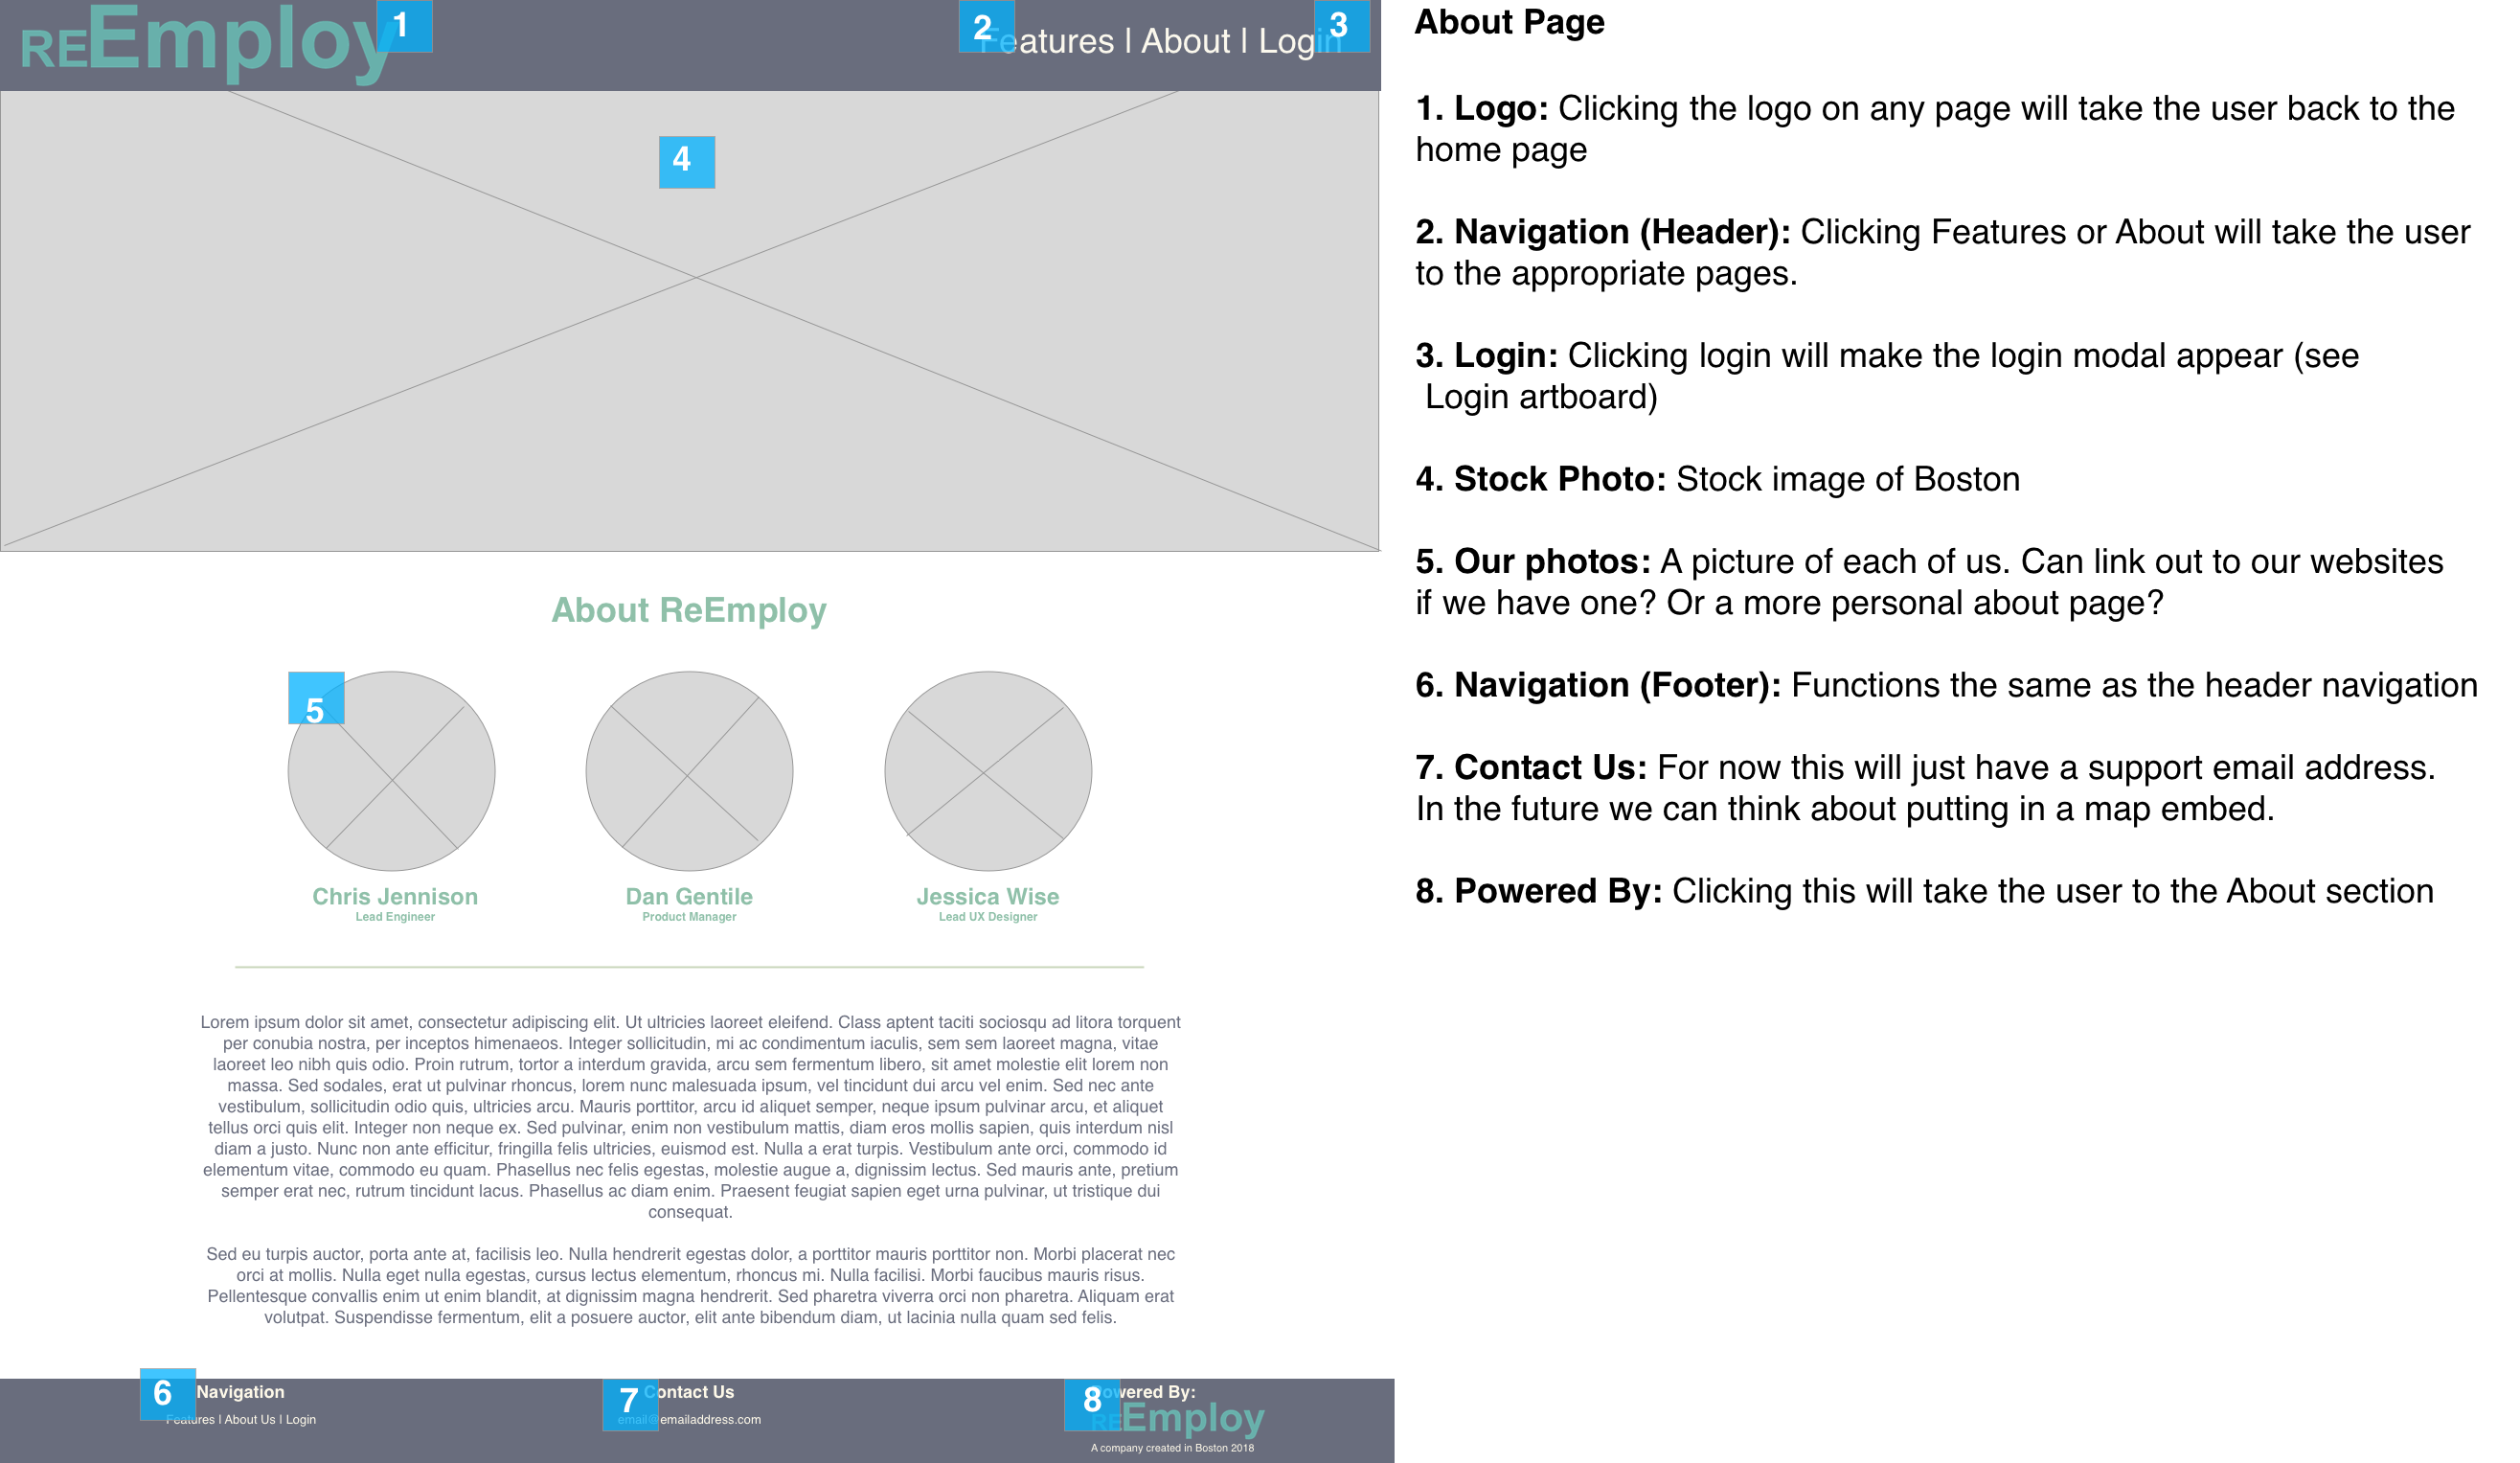 REEmploy
1
2
Features | About | Login
3
4
About ReEmploy
5
Chris Jennison
Lead Engineer
Dan Gentile
Product Manager
Jessica Wise
Lead UX Designer
Lorem ipsum dolor sit amet, consectetur adipiscing elit. Ut ultricies laoreet eleifend. Class aptent taciti sociosqu ad litora torquent
per conubia nostra, per inceptos himenaeos. Integer sollicitudin, mi ac condimentum iaculis, sem sem laoreet magna, vitae
laoreet leo nibh quis odio. Proin rutrum, tortor a interdum gravida, arcu sem fermentum libero, sit amet molestie elit lorem non
massa. Sed sodales, erat ut pulvinar rhoncus, lorem nunc malesuada ipsum, vel tincidunt dui arcu vel enim. Sed nec ante
vestibulum, sollicitudin odio quis, ultricies arcu. Mauris porttitor, arcu id aliquet semper, neque ipsum pulvinar arcu, et aliquet
tellus orci quis elit. Integer non neque ex. Sed pulvinar, enim non vestibulum mattis, diam eros mollis sapien, quis interdum nisl
diam a justo. Nunc non ante efficitur, fringilla felis ultricies, euismod est. Nulla a erat turpis. Vestibulum ante orci, commodo id
elementum vitae, commodo eu quam. Phasellus nec felis egestas, molestie augue a, dignissim lectus. Sed mauris ante, pretium
semper erat nec, rutrum tincidunt lacus. Phasellus ac diam enim. Praesent feugiat sapien eget urna pulvinar, ut tristique dui
consequat.
Sed eu turpis auctor, porta ante at, facilisis leo. Nulla hendrerit egestas dolor, a porttitor mauris porttitor non. Morbi placerat nec
orci at mollis. Nulla eget nulla egestas, cursus lectus elementum, rhoncus mi. Nulla facilisi. Morbi faucibus mauris risus.
Pellentesque convallis enim ut enim blandit, at dignissim magna hendrerit. Sed pharetra viverra orci non pharetra. Aliquam erat
volutpat. Suspendisse fermentum, elit a posuere auctor, elit ante bibendum diam, ut lacinia nulla quam sed felis.
6
Navigation
Features | About Us | Login
7
Contact Us
email@emailaddress.com
8
Powered By:
REEmploy
A company created in Boston 2018
About Page
1. Logo: Clicking the logo on any page will take the user back to the
home page
2. Navigation (Header): Clicking Features or About will take the user
to the appropriate pages.
3. Login: Clicking login will make the login modal appear (see
Login artboard)
4. Stock Photo: Stock image of Boston
5. Our photos: A picture of each of us. Can link out to our websites
if we have one? Or a more personal about page?
6. Navigation (Footer): Functions the same as the header navigation
7. Contact Us: For now this will just have a support email address.
In the future we can think about putting in a map embed.
8. Powered By: Clicking this will take the user to the About section